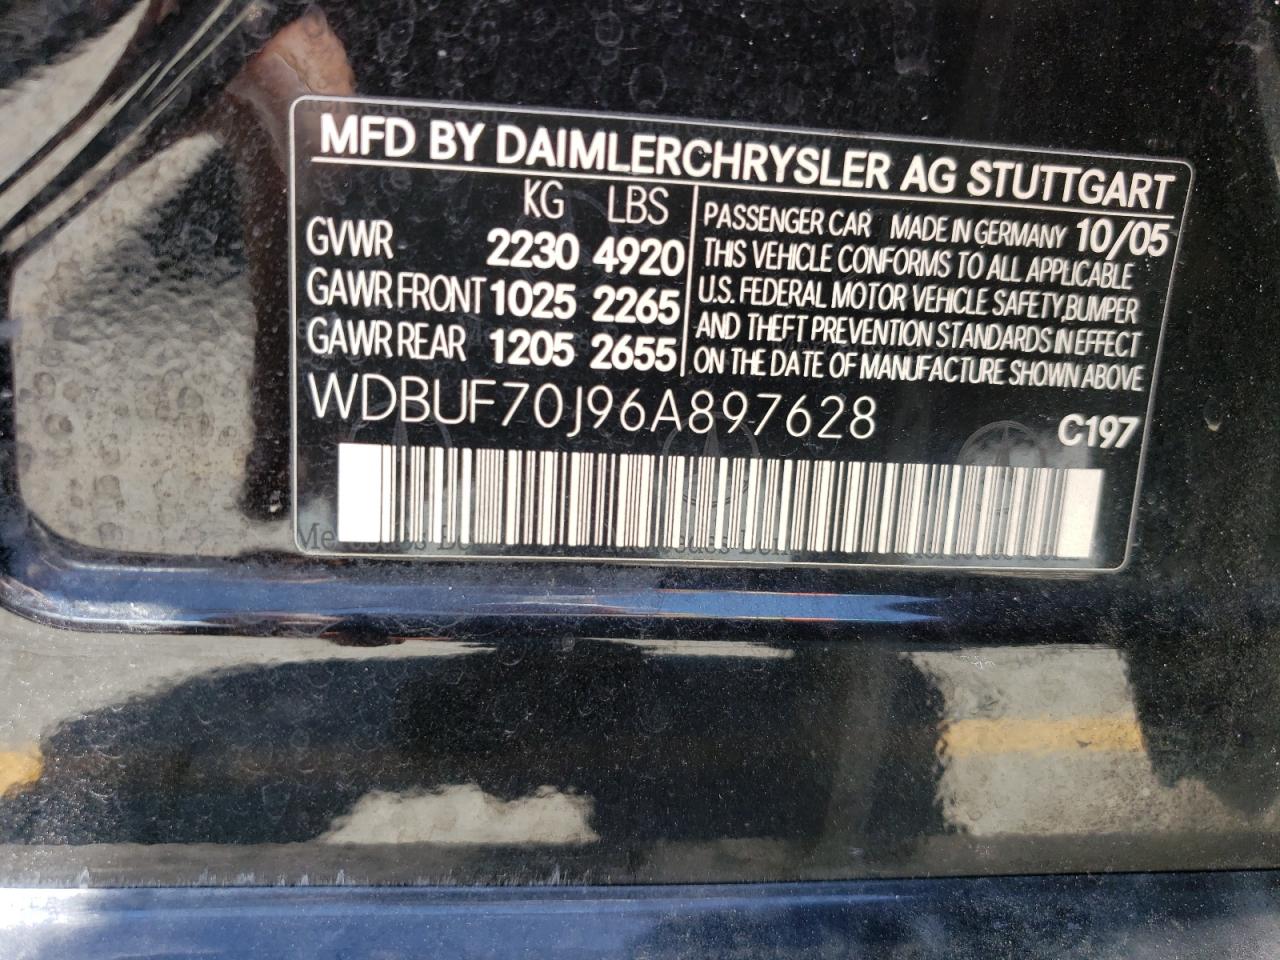 MFD BY DAIMLERCHRYSLER AG STUTTGART
KG LBS
GVWR 2230 4920
GAWR FRONT 1025 2265
GAWR REAR 1205 2655
PASSENGER CAR MADE IN GERMANY 10/05
THIS VEHICLE CONFORMS TO ALL APPLICABLE
U.S. FEDERAL MOTOR VEHICLE SAFETY,BUMPER
AND THEFT PREVENTION STANDARDS IN EFFECT
ON THE DATE OF MANUFACTURE SHOWN ABOVE
WDBUF70J96A897628
C197